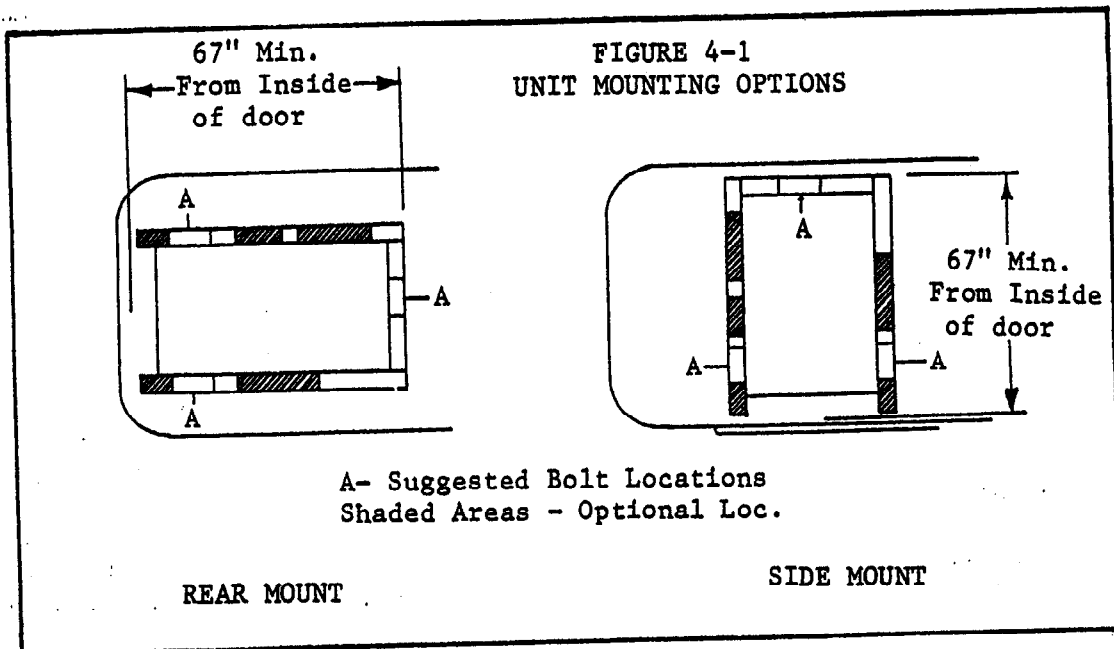 FIGURE 4-1
UNIT MOUNTING OPTIONS
67" Min.
From Inside
of door
A
A
A
REAR MOUNT
A
A
A
67" Min.
From Inside
of door
SIDE MOUNT
A- Suggested Bolt Locations
Shaded Areas - Optional Loc.